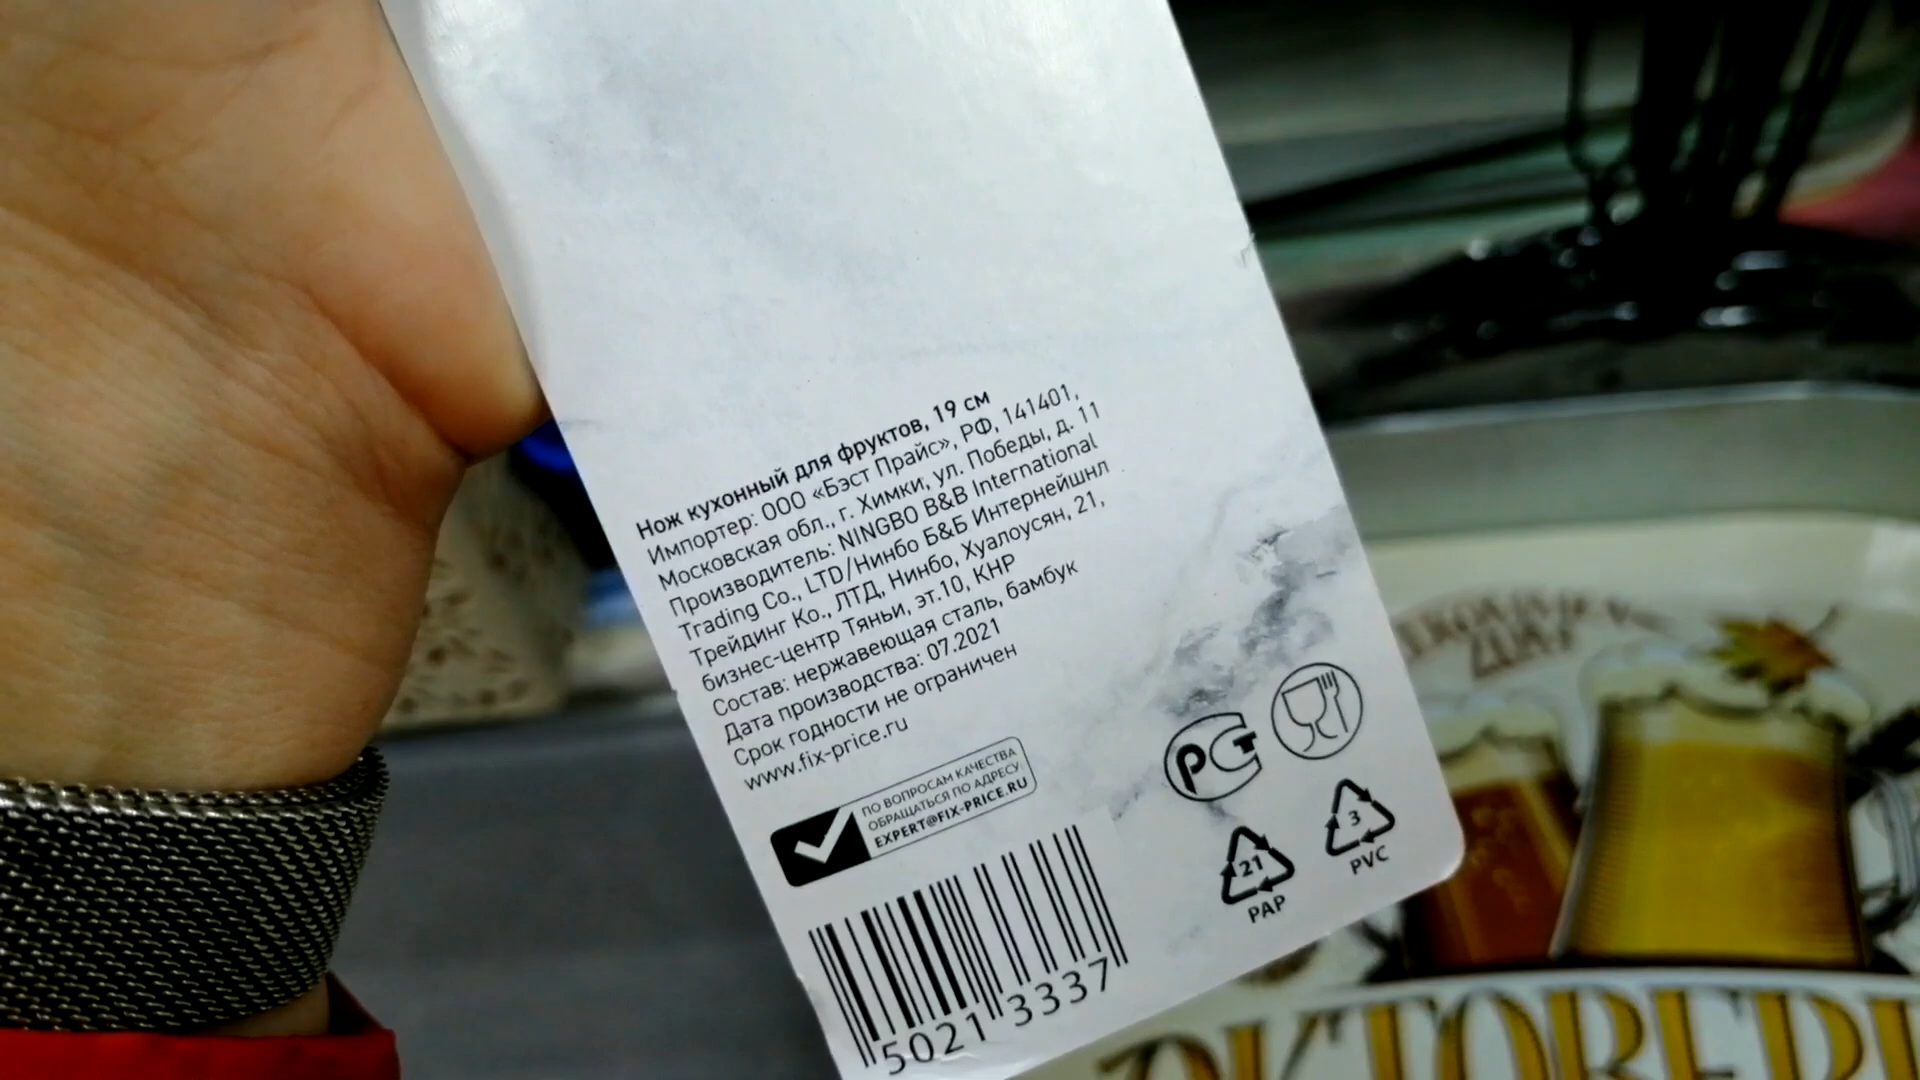 Нож кухонный для фруктов, 19 см
Импортер: ООО «Бэст Прайс», РФ, 141401,
Московская обл., г. Химки, ул. Победы, д. 11
Производитель: NINGBO B&B International
Trading Co., LTD/Нинбо Б&Б Интернейшнл
Трейдинг Ко., ЛТД, Нинбо, Хуалоусян, 21,
бизнес-центр Тяньи, эт.10, КНР
Состав: нержавеющая сталь, бамбук
Дата производства: 07.2021
Срок годности не ограничен
www.fix-price.ru
ПО ВОПРОСАМ КАЧЕСТВА
ОБРАЩАТЬСЯ ПО АДРЕСУ
EXPERT@FIX-PRICE.RU
РСТ
21
PAP
3
PVC
5021 3337